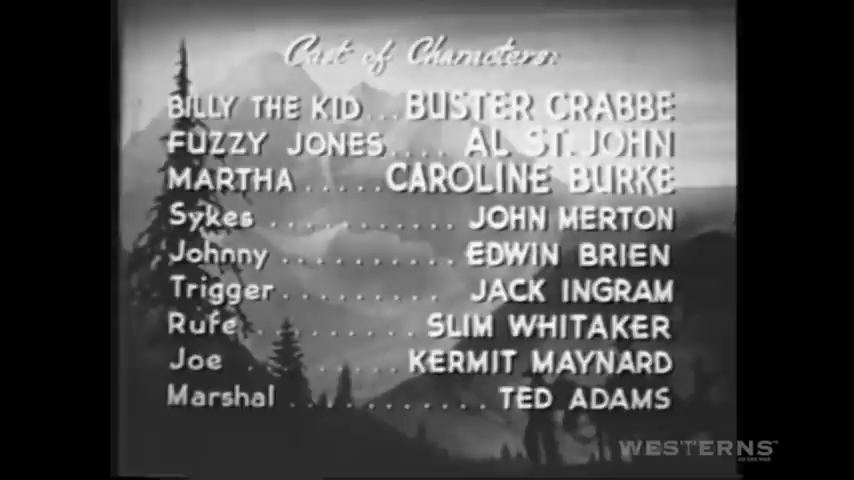 Cast of Characters:
BILLY THE KID...BUSTER CRABBE
FUZZY JONES....AL ST. JOHN
MARTHA.....CAROLINE BURKE
Sykes...........JOHN MERTON
Johnny..........EDWIN BRIEN
Trigger.........JACK INGRAM
Rufe.........SLIM WHITAKER
Joe........KERMIT MAYNARD
Marshal...........TED ADAMS
WESTERNS